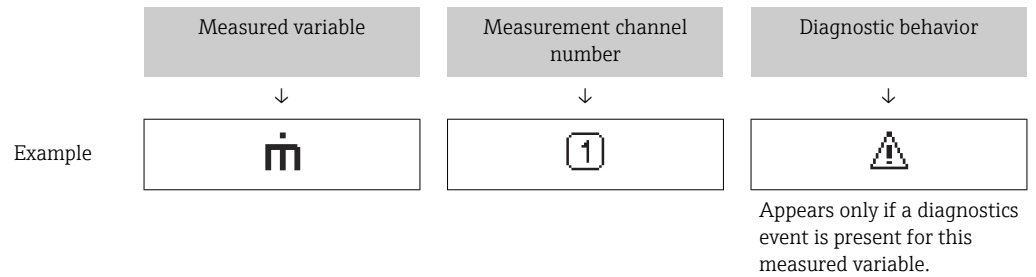 Measured variable
Measurement channel
number
Diagnostic behavior
↓
↓
↓
Example
ṁ
1
Appears only if a diagnostics
event is present for this
measured variable.